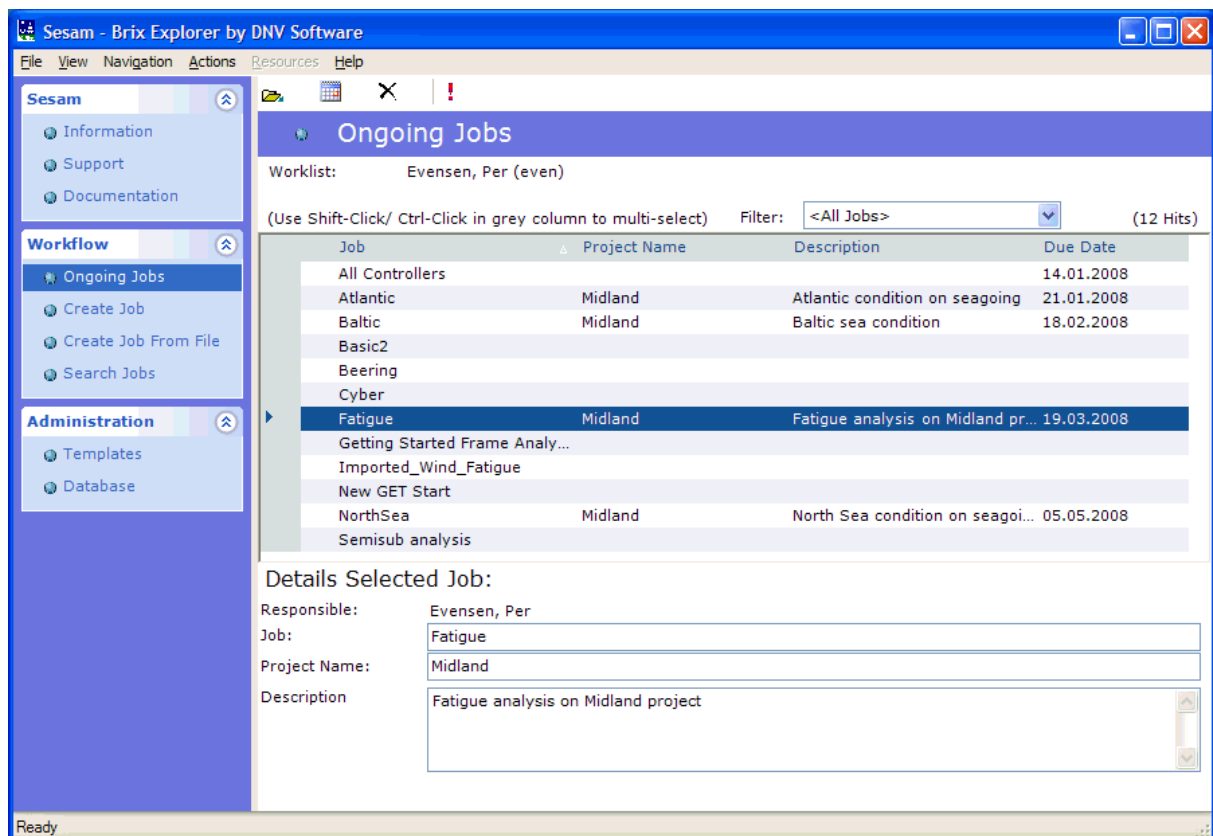 Sesam - Brix Explorer by DNV Software
File View Navigation Actions Resources Help
Sesam
Information
Support
Documentation
Workflow
Ongoing Jobs
Create Job
Create Job From File
Search Jobs
Administration
Templates
Database
Ongoing Jobs
Worklist: Evensen, Per (even)
(Use Shift-Click/ Ctrl-Click in grey column to multi-select) Filter: <All Jobs> (12 Hits)
Job Project Name Description Due Date
All Controllers 14.01.2008
Atlantic Midland Atlantic condition on seagoing 21.01.2008
Baltic Midland Baltic sea condition 18.02.2008
Basic2
Beering
Cyber
Fatigue Midland Fatigue analysis on Midland pr... 19.03.2008
Getting Started Frame Analy...
Imported_Wind_Fatigue
New GET Start
NorthSea Midland North Sea condition on seagoi... 05.05.2008
Semisub analysis
Details Selected Job:
Responsible: Evensen, Per
Job: Fatigue
Project Name: Midland
Description Fatigue analysis on Midland project
Ready